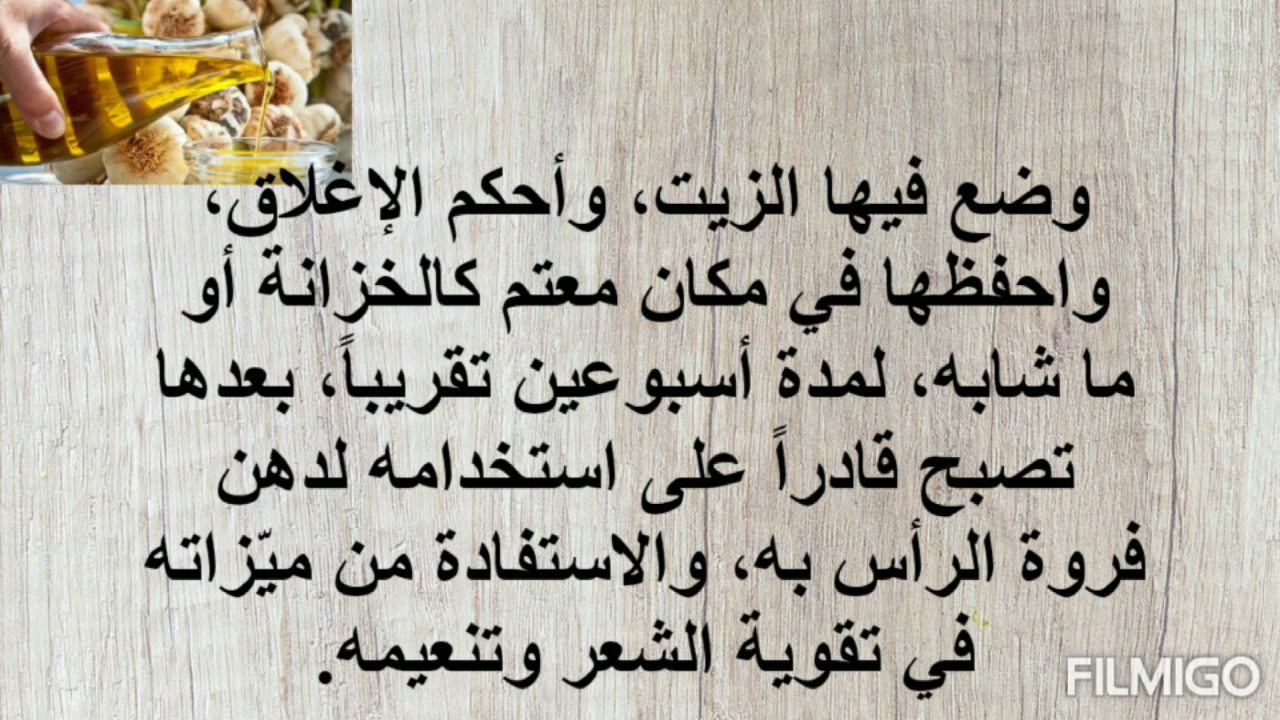 وضع فيها الزيت، وأحكم الإغلاق،
واحفظها في مكان معتم كالخزانة أو
ما شابه، لمدة أسبوعين تقريباً، بعدها
تصبح قادراً على استخدامه لدهن
فروة الرأس به، والاستفادة من ميّزاته
في تقوية الشعر وتنعيمه.
FILMIGO